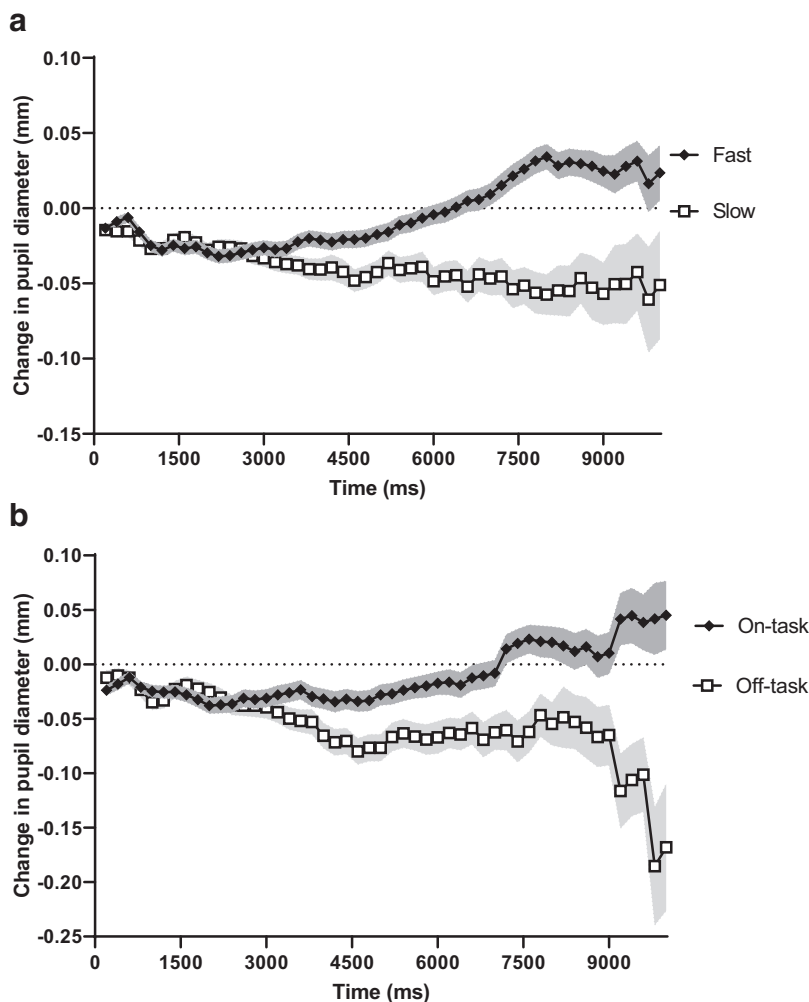 a
0.10
0.05
0.00
-0.05
-0.10
-0.15
Change in pupil diameter (mm)
0 1500 3000 4500 6000 7500 9000
Time (ms)
Fast
Slow
b
0.10
0.05
0.00
-0.05
-0.10
-0.15
-0.20
-0.25
Change in pupil diameter (mm)
0 1500 3000 4500 6000 7500 9000
Time (ms)
On-task
Off-task